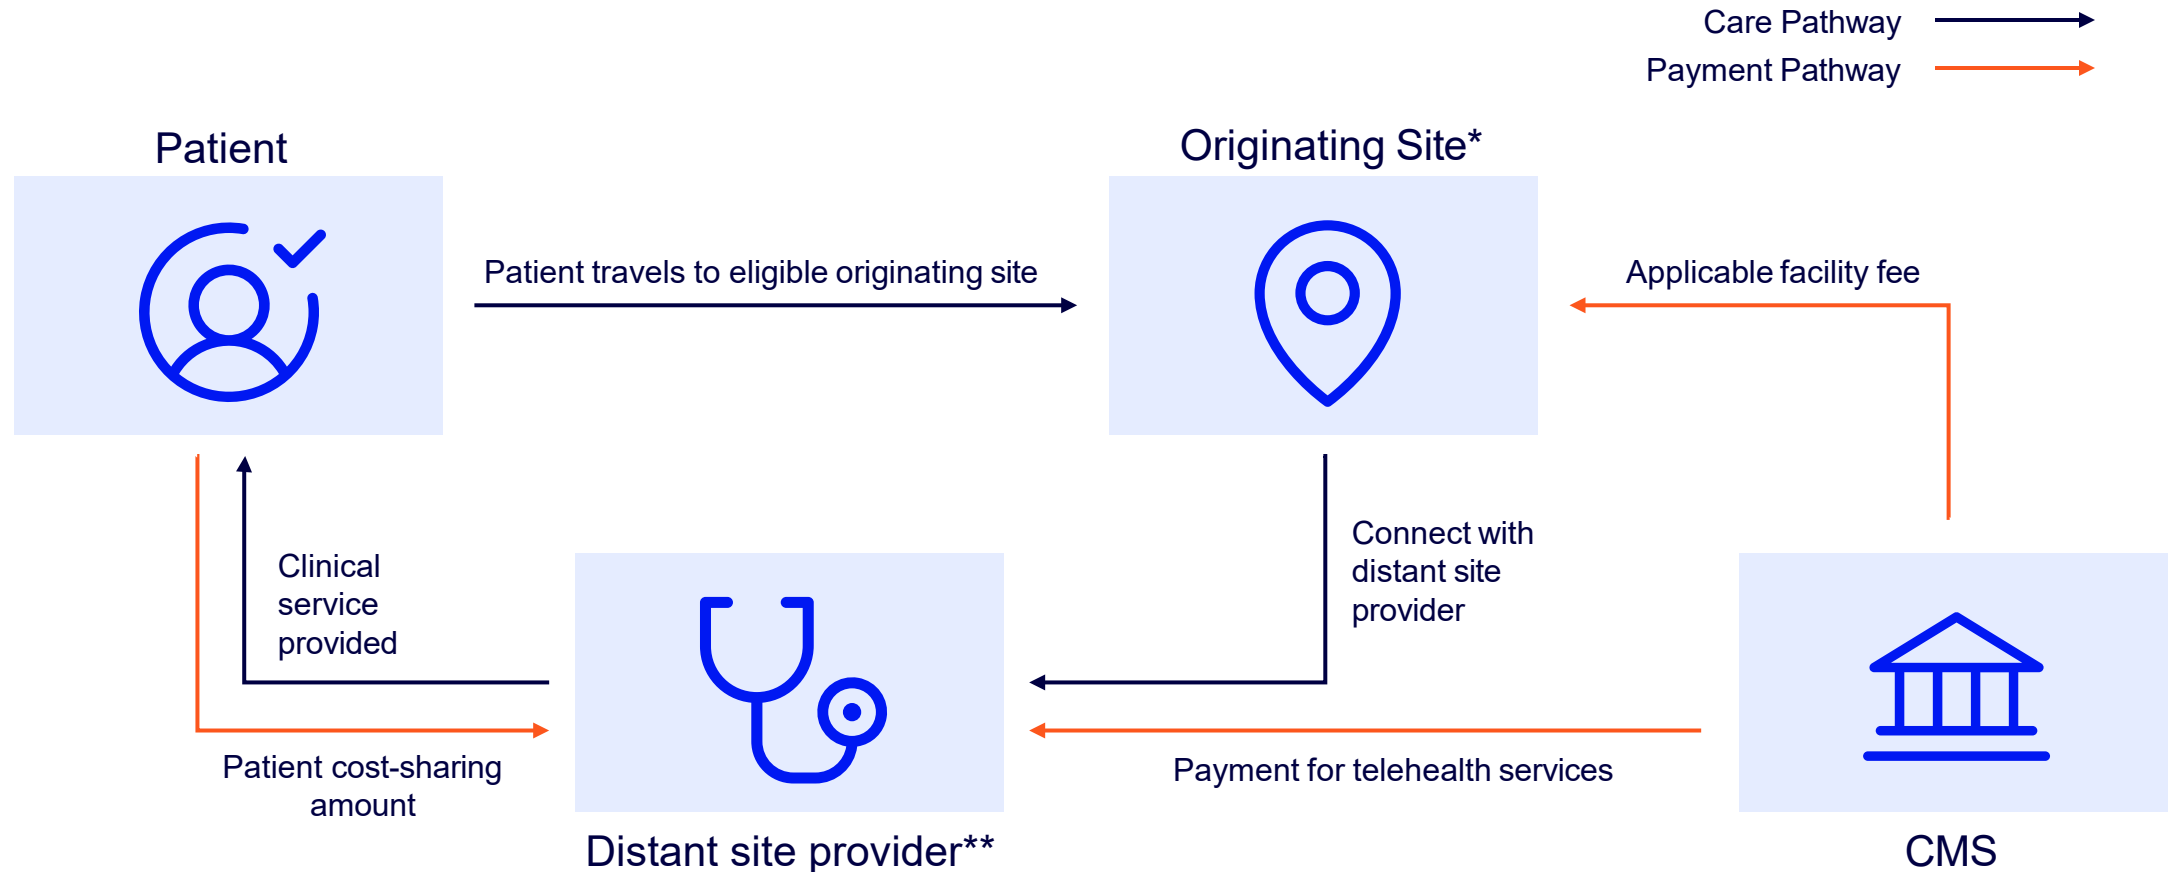 Care Pathway
Payment Pathway
Patient
Originating Site*
Patient travels to eligible originating site
Applicable facility fee
Connect with
distant site
provider
Clinical
service
provided
Patient cost-sharing
amount
Payment for telehealth services
Distant site provider**
CMS